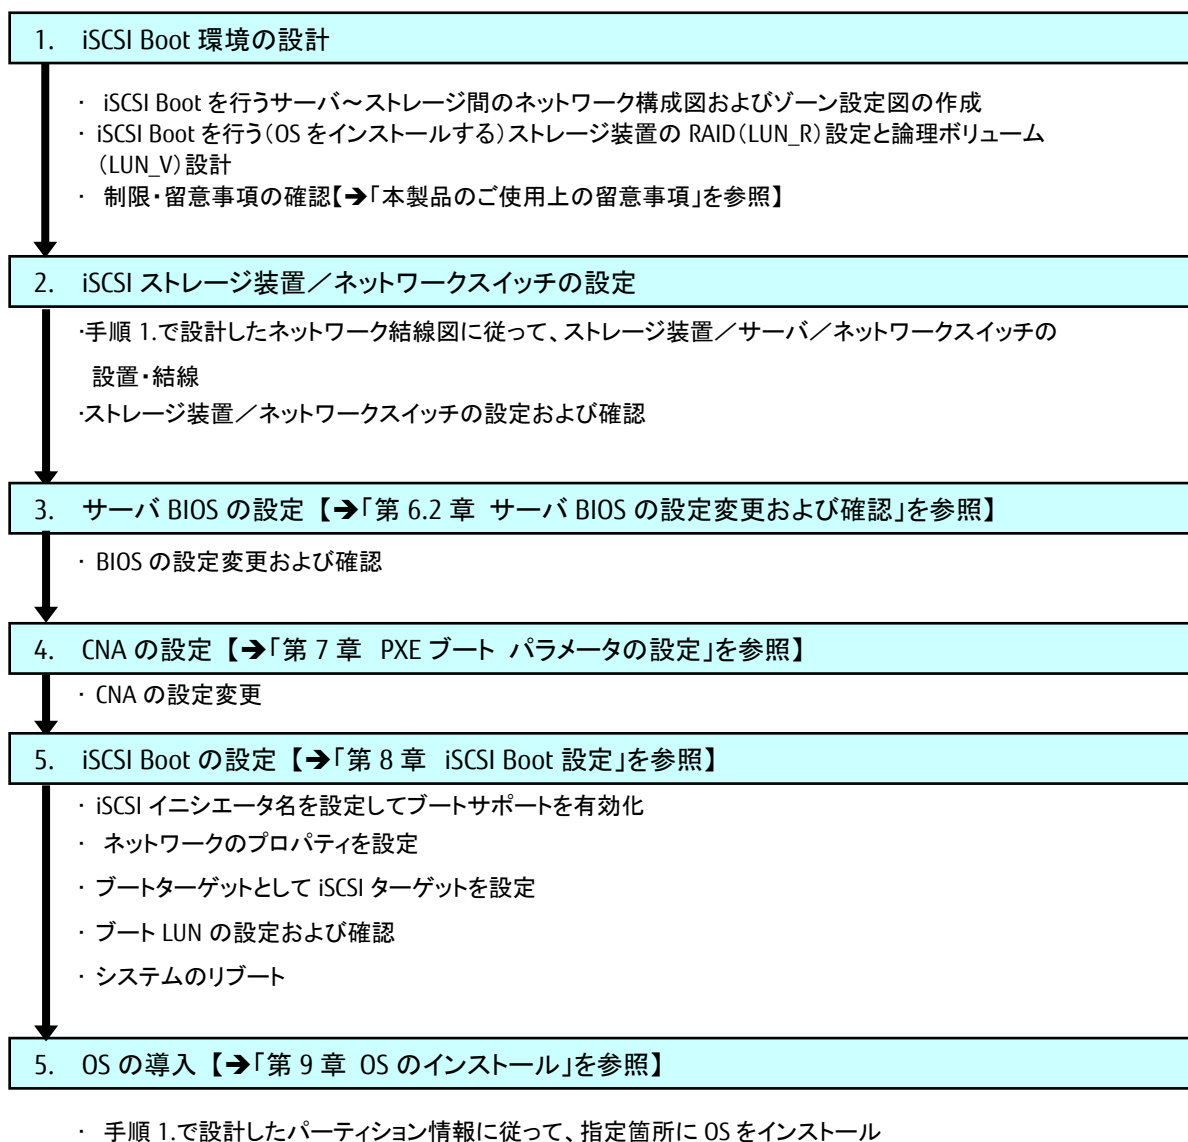 1. iSCSI Boot 環境の設計
· iSCSI Boot を行うサーバ～ストレージ間のネットワーク構成図およびゾーン設定図の作成
· iSCSI Boot を行う（OS をインストールする）ストレージ装置の RAID（LUN_R）設定と論理ボリューム
（LUN_V）設計
· 制限・留意事項の確認【➔「本製品のご使用上の留意事項」を参照】
2. iSCSI ストレージ装置／ネットワークスイッチの設定
·手順 1.で設計したネットワーク結線図に従って、ストレージ装置／サーバ／ネットワークスイッチの
設置・結線
·ストレージ装置／ネットワークスイッチの設定および確認
3. サーバ BIOS の設定 【➔「第 6.2 章 サーバ BIOS の設定変更および確認」を参照】
· BIOS の設定変更および確認
4. CNA の設定 【➔「第 7 章 PXE ブート パラメータの設定」を参照】
· CNA の設定変更
5. iSCSI Boot の設定 【➔「第 8 章 iSCSI Boot 設定」を参照】
· iSCSI イニシエータ名を設定してブートサポートを有効化
· ネットワークのプロパティを設定
· ブートターゲットとして iSCSI ターゲットを設定
· ブート LUN の設定および確認
· システムのリブート
5. OS の導入 【➔「第 9 章 OS のインストール」を参照】
· 手順 1.で設計したパーティション情報に従って、指定箇所に OS をインストール